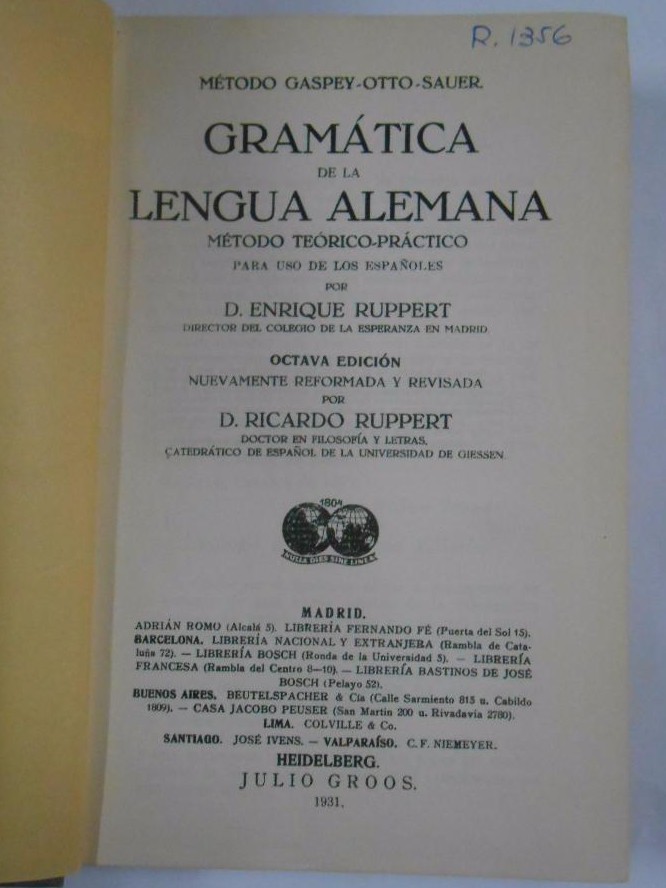 R. 1356
MÉTODO GASPEY-OTTO-SAUER.
GRAMÁTICA
DE LA
LENGUA ALEMANA
MÉTODO TEÓRICO-PRÁCTICO
PARA USO DE LOS ESPAÑOLES
POR
D. ENRIQUE RUPPERT
DIRECTOR DEL COLEGIO DE LA ESPERANZA EN MADRID.
OCTAVA EDICIÓN
NUEVAMENTE REFORMADA Y REVISADA
POR
D. RICARDO RUPPERT
DOCTOR EN FILOSOFÍA Y LETRAS,
CATEDRÁTICO DE ESPAÑOL DE LA UNIVERSIDAD DE GIESSEN.
1804
NULLA DIES SINE LINEA
MADRID.
ADRIÁN ROMO (Alcalá 5). LIBRERÍA FERNANDO FÉ (Puerta del Sol 15).
BARCELONA. LIBRERÍA NACIONAL Y EXTRANJERA (Rambla de Cata-
luña 72). — LIBRERÍA BOSCH (Ronda de la Universidad 5). — LIBRERÍA
FRANCESA (Rambla del Centro 8—10). — LIBRERÍA BASTINOS DE JOSÉ
BOSCH (Pelayo 52).
BUENOS AIRES. BEUTELSPACHER & Cía (Calle Sarmiento 815 u. Cabildo
1809). — CASA JACOBO PEUSER (San Martín 200 u. Rivadavia 2780).
LIMA. COLVILLE & Co.
SANTIAGO. JOSÉ IVENS. — VALPARAÍSO. C. F. NIEMEYER.
HEIDELBERG.
JULIO GROOS.
1931.